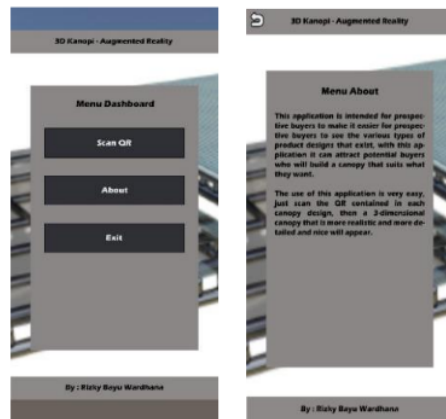 3D Kanopi - Augmented Reality
Menu Dashboard
Scan QR
About
Exit
By : Rizky Bayu Wardhana
3D Kanopi - Augmented Reality
Menu About
This application is intended for prospec-
tive buyers to make it easier for prospec-
tive buyers to see the various types of
product designs that exist, with this ap-
plication it can attract potential buyers
who will build a canopy that suits what
they want.
The use of this application is very easy,
just scan the QR contained in each
canopy design, then a 3-dimensional
canopy that is more realistic and more de-
tailed and nice will appear.
By : Rizky Bayu Wardhana